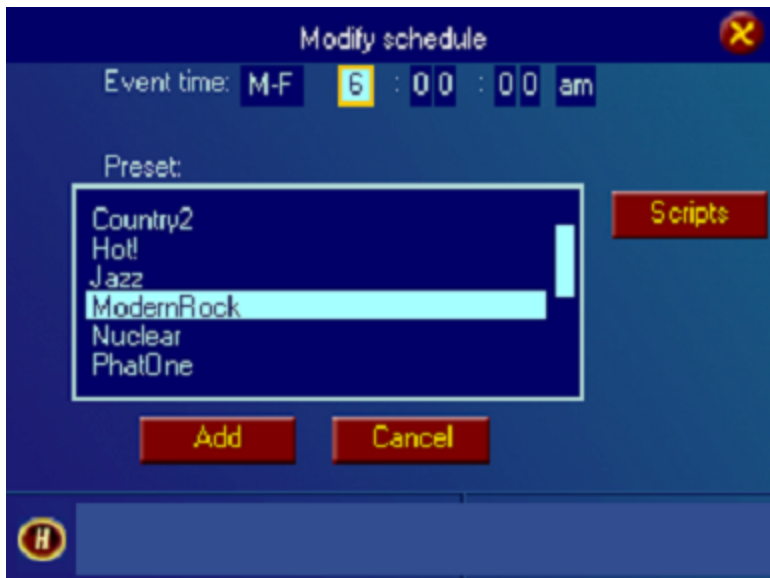 Modify schedule
Event time: M-F 6 : 00 : 00 am
Preset:
Country2
Hot!
Jazz
ModernRock
Nuclear
PhatOne
Scripts
Add Cancel
H